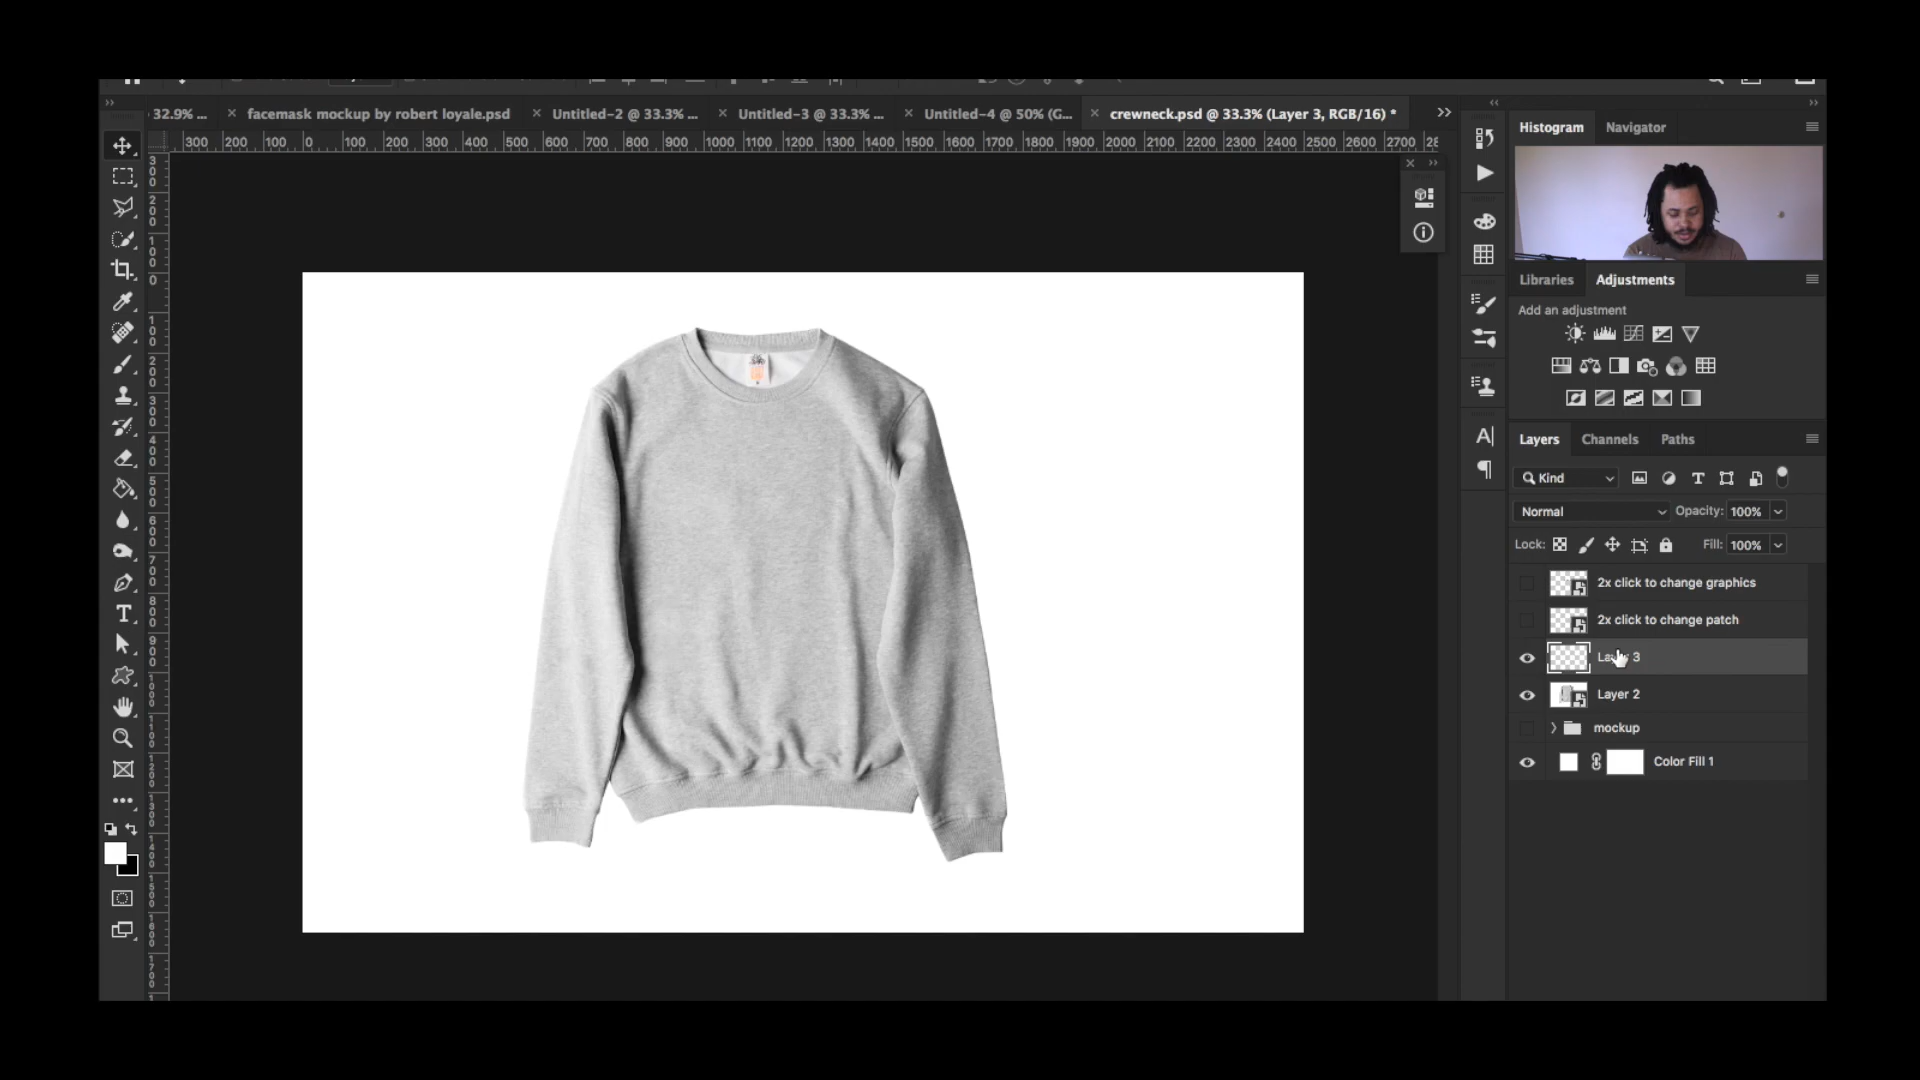 32.9% ...
facemask mockup by robert loyale.psd
Untitled-2 @ 33.3% ...
Untitled-3 @ 33.3% ...
Untitled-4 @ 50% (G...
crewneck.psd @ 33.3% (Layer 3, RGB/16) *
300 200 100 0 100 200 300 400 500 600 700 800 900 1000 1100 1200 1300 1400 1500 1600 1700 1800 1900 2000 2100 2200 2300 2400 2500 2600 2700 28
Histogram
Navigator
Libraries
Adjustments
Add an adjustment
Layers
Channels
Paths
Kind
Normal
Opacity: 100%
Lock:
Fill: 100%
2x click to change graphics
2x click to change patch
3
Layer 2
mockup
Color Fill 1